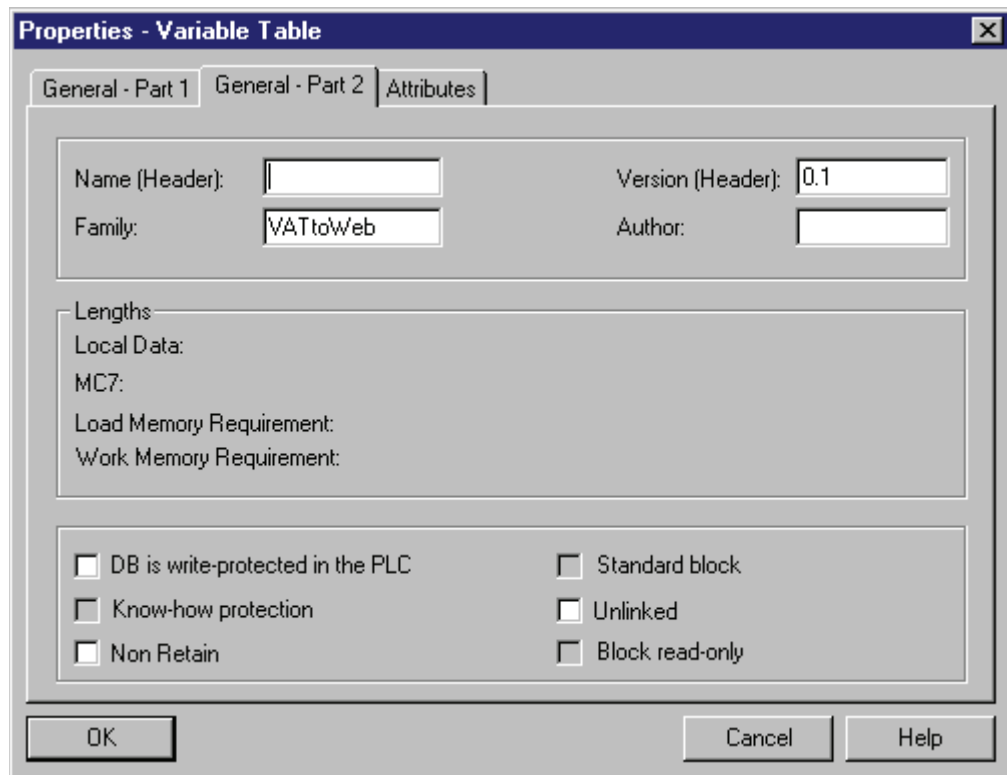 Properties - Variable Table
General - Part 1 General - Part 2 Attributes
Name (Header): Version (Header): 0.1
Family: VATtoWeb Author:
Lengths
Local Data:
MC7:
Load Memory Requirement:
Work Memory Requirement:
DB is write-protected in the PLC Standard block
Know-how protection Unlinked
Non Retain Block read-only
OK Cancel Help